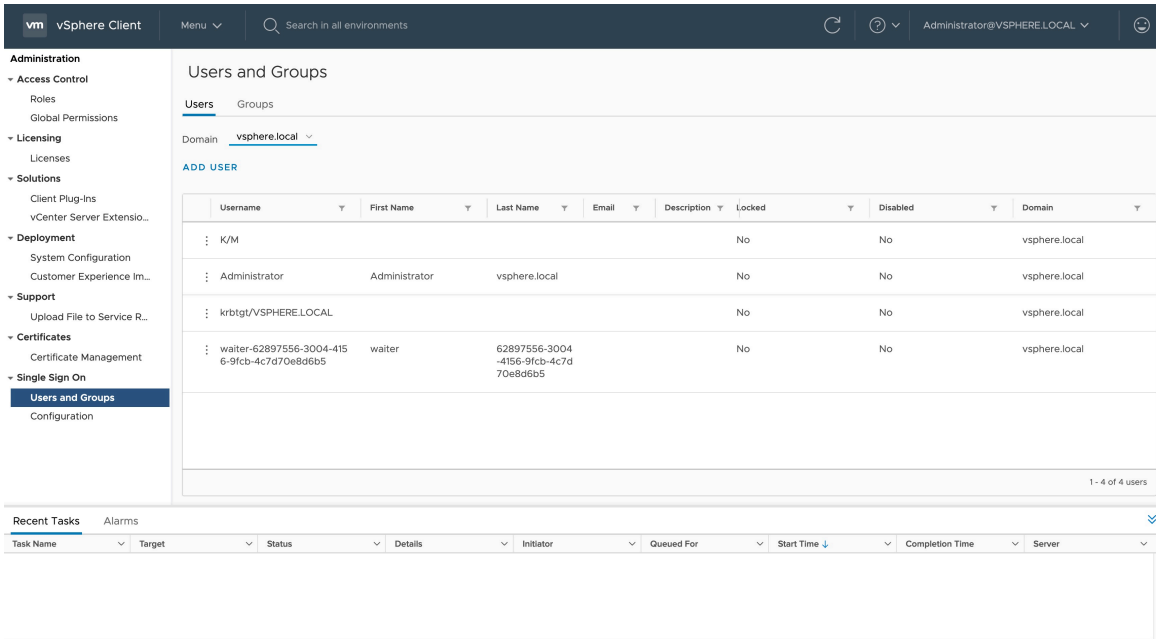 vm vSphere Client Menu Search in all environments Administrator@VSPHERE.LOCAL
Administration
Access Control
Roles
Global Permissions
Licensing
Licenses
Solutions
Client Plug-Ins
vCenter Server Extensio...
Deployment
System Configuration
Customer Experience Im...
Support
Upload File to Service R...
Certificates
Certificate Management
Single Sign On
Users and Groups
Configuration
Users and Groups
Users Groups
Domain vsphere.local
ADD USER
Username First Name Last Name Email Description Locked Disabled Domain
K/M No No vsphere.local
Administrator Administrator vsphere.local No No vsphere.local
krbtgt/VSPHERE.LOCAL No No vsphere.local
waiter-62897556-3004-415 waiter 62897556-3004 No No vsphere.local
6-9fcb-4c7d70e8d6b5 -4156-9fcb-4c7d
70e8d6b5
1 - 4 of 4 users
Recent Tasks Alarms
Task Name Target Status Details Initiator Queued For Start Time Completion Time Server